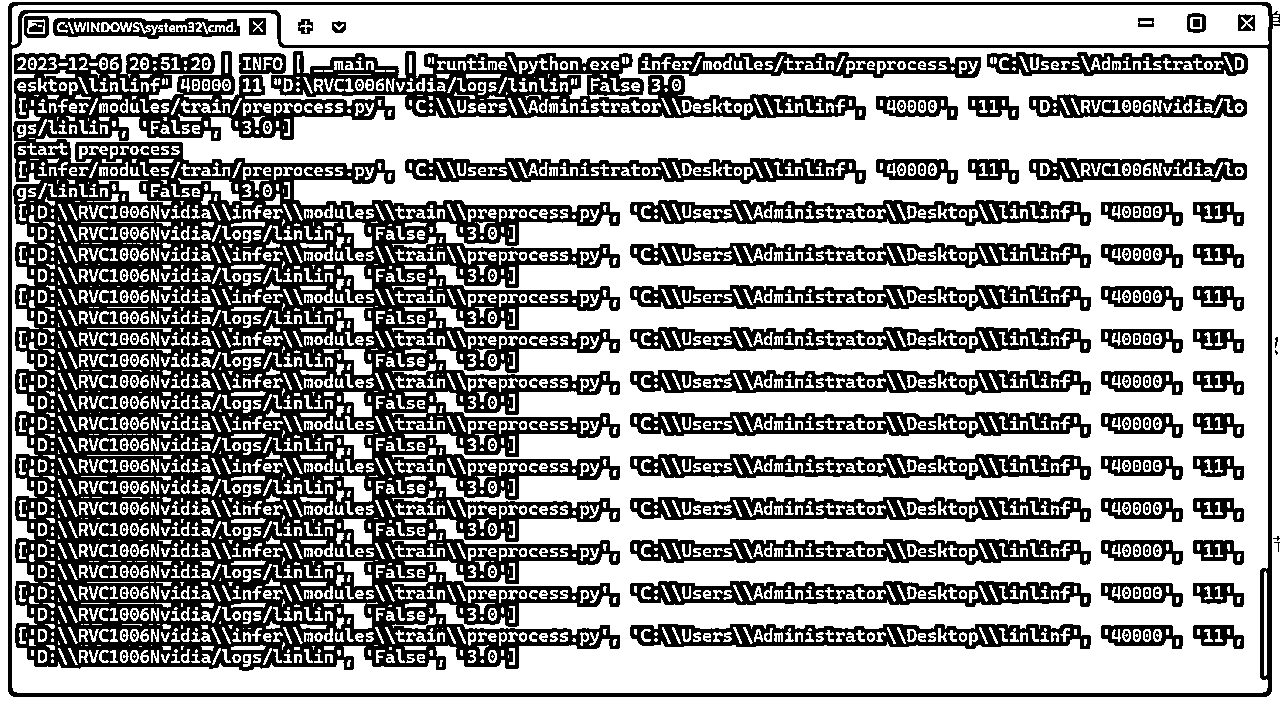 C:\WINDOWS\system32\cmd.
2023-12-06 20:51:20 | INFO | __main__ | "runtime\python.exe" infer/modules/train/preprocess.py "C:\Users\Administrator\D
esktop\linlinf" 40000 11 "D:\RVC1006Nvidia/logs/linlin" False 3.0
['infer/modules/train/preprocess.py', 'C:\\Users\\Administrator\\Desktop\\linlinf', '40000', '11', 'D:\\RVC1006Nvidia/lo
gs/linlin', 'False', '3.0']
start preprocess
['infer/modules/train/preprocess.py', 'C:\\Users\\Administrator\\Desktop\\linlinf', '40000', '11', 'D:\\RVC1006Nvidia/lo
gs/linlin', 'False', '3.0']
['D:\\RVC1006Nvidia\\infer\\modules\\train\\preprocess.py', 'C:\\Users\\Administrator\\Desktop\\linlinf', '40000', '11',
 'D:\\RVC1006Nvidia/logs/linlin', 'False', '3.0']
['D:\\RVC1006Nvidia\\infer\\modules\\train\\preprocess.py', 'C:\\Users\\Administrator\\Desktop\\linlinf', '40000', '11',
 'D:\\RVC1006Nvidia/logs/linlin', 'False', '3.0']
['D:\\RVC1006Nvidia\\infer\\modules\\train\\preprocess.py', 'C:\\Users\\Administrator\\Desktop\\linlinf', '40000', '11',
 'D:\\RVC1006Nvidia/logs/linlin', 'False', '3.0']
['D:\\RVC1006Nvidia\\infer\\modules\\train\\preprocess.py', 'C:\\Users\\Administrator\\Desktop\\linlinf', '40000', '11',
 'D:\\RVC1006Nvidia/logs/linlin', 'False', '3.0']
['D:\\RVC1006Nvidia\\infer\\modules\\train\\preprocess.py', 'C:\\Users\\Administrator\\Desktop\\linlinf', '40000', '11',
 'D:\\RVC1006Nvidia/logs/linlin', 'False', '3.0']
['D:\\RVC1006Nvidia\\infer\\modules\\train\\preprocess.py', 'C:\\Users\\Administrator\\Desktop\\linlinf', '40000', '11',
 'D:\\RVC1006Nvidia/logs/linlin', 'False', '3.0']
['D:\\RVC1006Nvidia\\infer\\modules\\train\\preprocess.py', 'C:\\Users\\Administrator\\Desktop\\linlinf', '40000', '11',
 'D:\\RVC1006Nvidia/logs/linlin', 'False', '3.0']
['D:\\RVC1006Nvidia\\infer\\modules\\train\\preprocess.py', 'C:\\Users\\Administrator\\Desktop\\linlinf', '40000', '11',
 'D:\\RVC1006Nvidia/logs/linlin', 'False', '3.0']
['D:\\RVC1006Nvidia\\infer\\modules\\train\\preprocess.py', 'C:\\Users\\Administrator\\Desktop\\linlinf', '40000', '11',
 'D:\\RVC1006Nvidia/logs/linlin', 'False', '3.0']
['D:\\RVC1006Nvidia\\infer\\modules\\train\\preprocess.py', 'C:\\Users\\Administrator\\Desktop\\linlinf', '40000', '11',
 'D:\\RVC1006Nvidia/logs/linlin', 'False', '3.0']
['D:\\RVC1006Nvidia\\infer\\modules\\train\\preprocess.py', 'C:\\Users\\Administrator\\Desktop\\linlinf', '40000', '11',
 'D:\\RVC1006Nvidia/logs/linlin', 'False', '3.0']